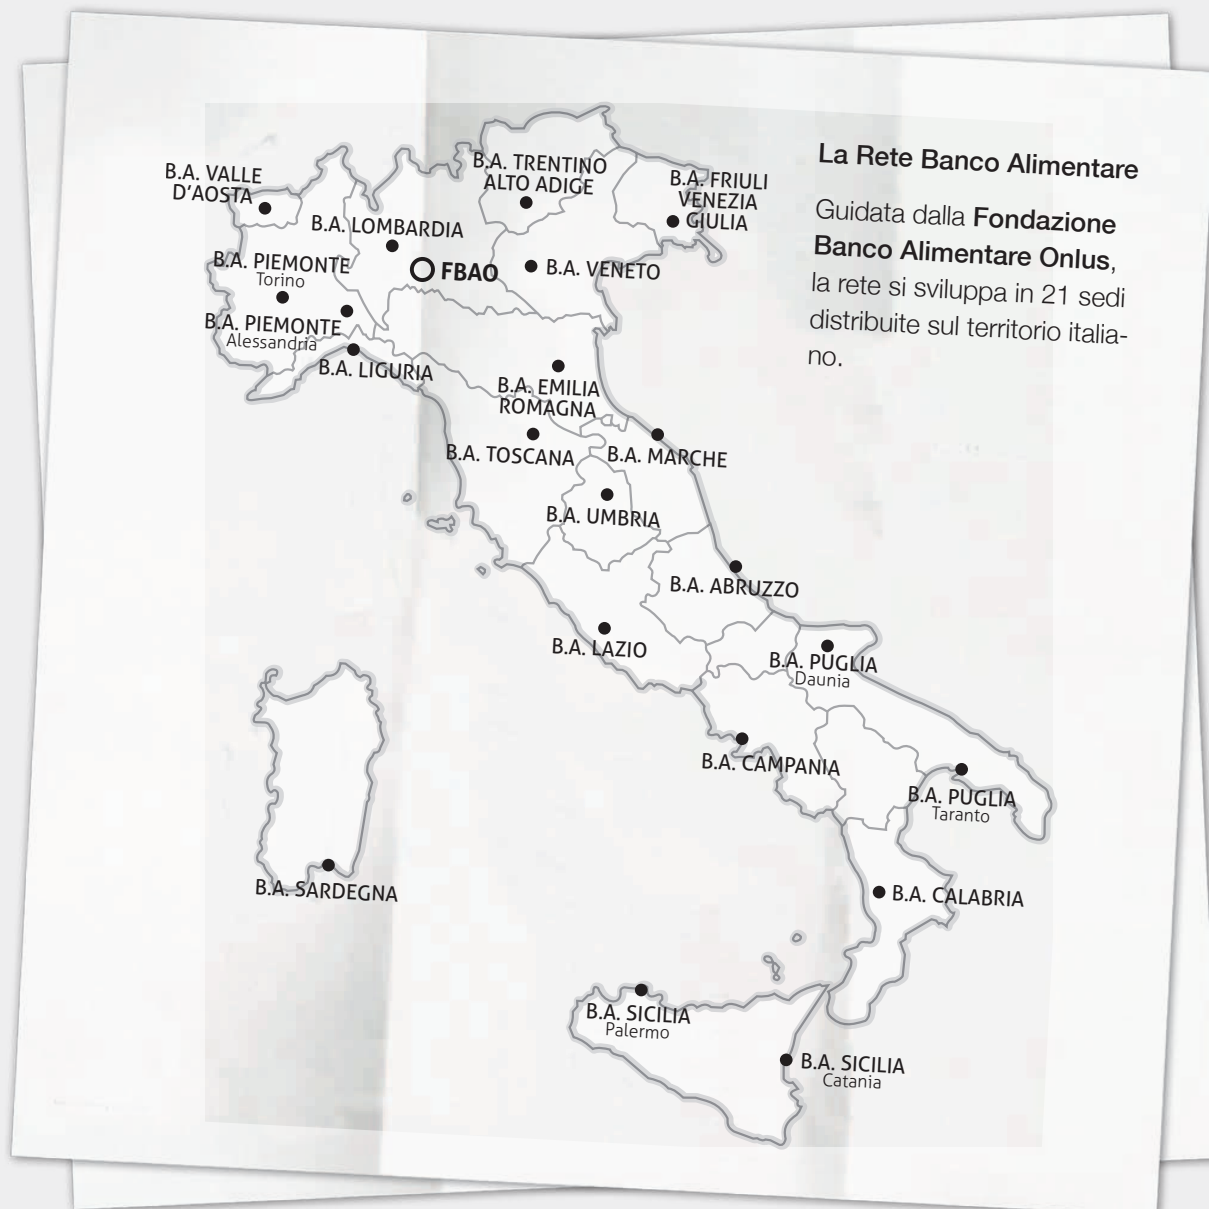 La Rete Banco Alimentare
Guidata dalla Fondazione
Banco Alimentare Onlus,
la rete si sviluppa in 21 sedi
distribuite sul territorio italia-
no.
B.A. VALLE
D'AOSTA
B.A. TRENTINO
ALTO ADIGE
B.A. FRIULI
VENEZIA
GIULIA
B.A. LOMBARDIA
FBAO
B.A. VENETO
B.A. PIEMONTE
Torino
B.A. PIEMONTE
Alessandria
B.A. LIGURIA
B.A. EMILIA
ROMAGNA
B.A. TOSCANA
B.A. MARCHE
B.A. UMBRIA
B.A. ABRUZZO
B.A. LAZIO
B.A. PUGLIA
Daunia
B.A. CAMPANIA
B.A. PUGLIA
Taranto
B.A. SARDEGNA
B.A. CALABRIA
B.A. SICILIA
Palermo
B.A. SICILIA
Catania